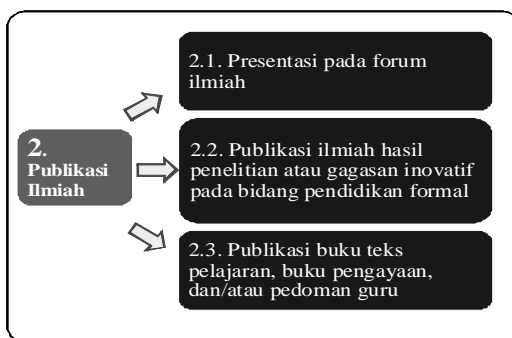 2.
Publikasi
Ilmiah
2.1. Presentasi pada forum
ilmiah
2.2. Publikasi ilmiah hasil
penelitian atau gagasan inovatif
pada bidang pendidikan formal
2.3. Publikasi buku teks
pelajaran, buku pengayaan,
dan/atau pedoman guru